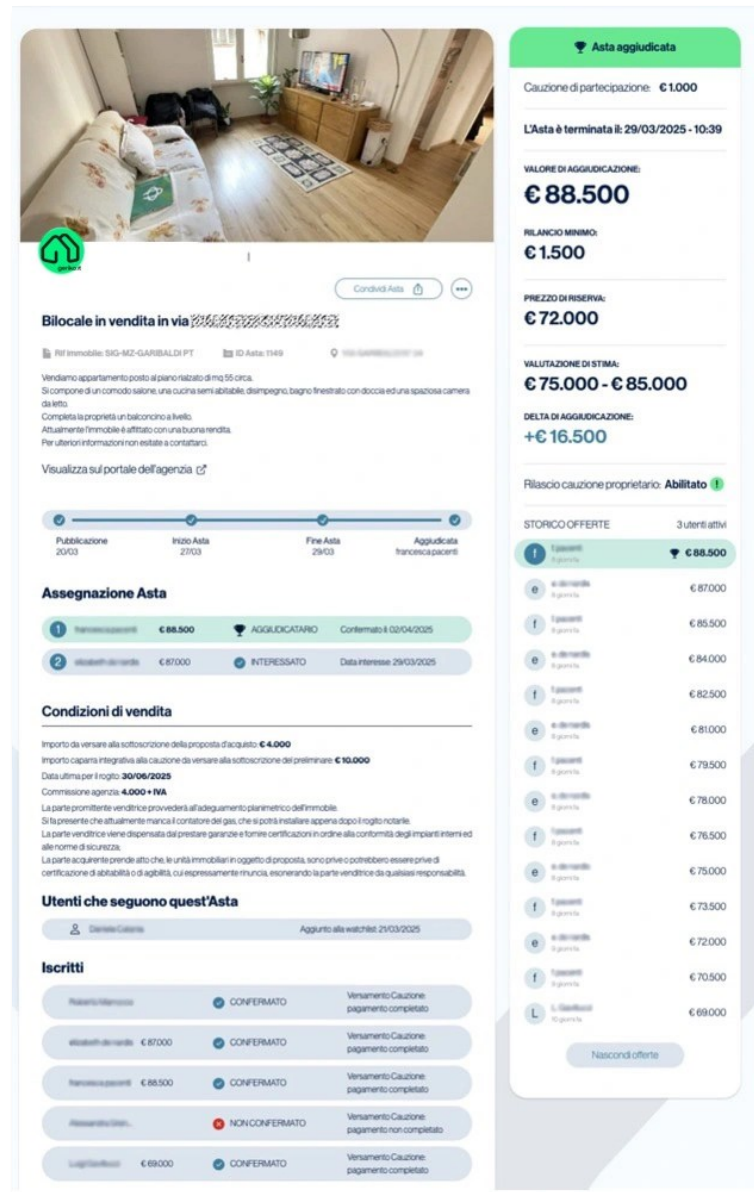 gerika.it
Condividi Asta
Bilocale in vendita in via
Rif Immobile: SIG-MZ-GARIBALDI PT
ID Asta: 1149
Vendiamo appartamento posto al piano rialzato di mq 55 circa.
Si compone di un comodo salone, una cucina semi abitabile, disimpegno, bagno finestrato con doccia ed una spaziosa camera
da letto.
Completa la proprietà un balconcino a livello.
Attualmente l'immobile è affittato con una buona rendita.
Per ulteriori informazioni non esitate a contattarci.
Visualizza sul portale dell'agenzia
Pubblicazione
20/03
Inizio Asta
27/03
Fine Asta
29/03
Aggiudicata
francesca pacenti
Assegnazione Asta
1 € 88.500 AGGIUDICATARIO Confermato il: 02/04/2025
2 € 87.000 INTERESSATO Data interesse: 29/03/2025
Condizioni di vendita
Importo da versare alla sottoscrizione della proposta d'acquisto: € 4.000
Importo caparra integrativa alla cauzione da versare alla sottoscrizione del preliminare: € 10.000
Data ultima per il rogito: 30/06/2025
Commissione agenzia: 4.000 + IVA
La parte promittente venditrice provvederà all'adeguamento planimetrico dell'immobile.
Si fa presente che attualmente manca il contatore del gas, che si potrà installare appena dopo il rogito notarile.
La parte venditrice viene dispensata dal prestare garanzie e fornire certificazioni in ordine alla conformità degli impianti interni ed
alle norme di sicurezza.
La parte acquirente prende atto che, le unità immobiliari in oggetto di proposta, sono prive o potrebbero essere prive di
certificazione di abitabilità o di agibilità, cui espressamente rinuncia, esonerando la parte venditrice da qualsiasi responsabilità.
Utenti che seguono quest'Asta
Aggiunto alla watchlist: 21/03/2025
Iscritti
CONFERMATO
Versamento Cauzione:
pagamento completato
€ 87.000 CONFERMATO
Versamento Cauzione:
pagamento completato
€ 88.500 CONFERMATO
Versamento Cauzione:
pagamento completato
NON CONFERMATO
Versamento Cauzione:
pagamento non completato
€ 69.000 CONFERMATO
Versamento Cauzione:
pagamento completato
Asta aggiudicata
Cauzione di partecipazione: € 1.000
L'Asta è terminata il: 29/03/2025 - 10:39
VALORE DI AGGIUDICAZIONE:
€ 88.500
RILANCIO MINIMO:
€ 1.500
PREZZO DI RISERVA:
€ 72.000
VALUTAZIONE DI STIMA:
€ 75.000 - € 85.000
DELTA DI AGGIUDICAZIONE:
+€ 16.500
Rilascio cauzione proprietario: Abilitato !
STORICO OFFERTE 3 utenti attivi
f € 88.500
e € 87.000
f € 85.500
e € 84.000
f € 82.500
e € 81.000
f € 79.500
e € 78.000
f € 76.500
e € 75.000
f € 73.500
e € 72.000
f € 70.500
L € 69.000
Nascondi offerte